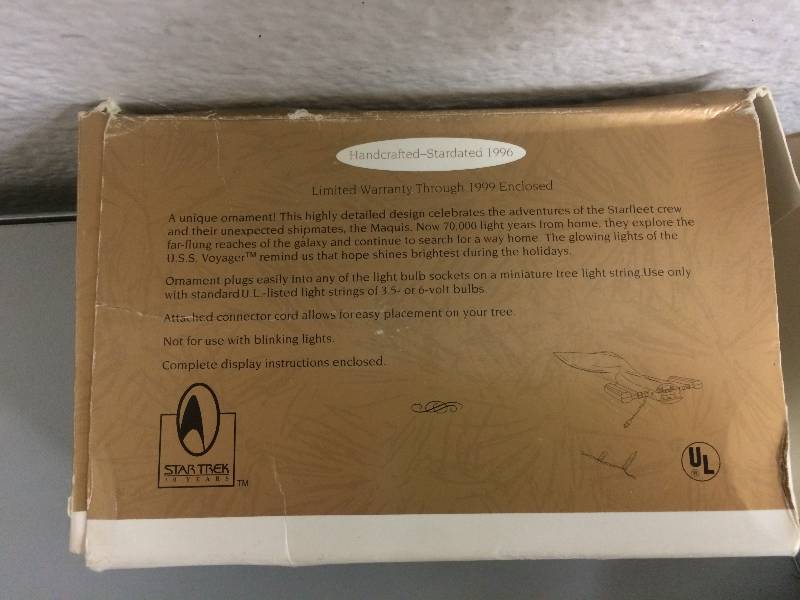 Handcrafted–Stardated 1996
Limited Warranty Through 1999 Enclosed
A unique ornament! This highly detailed design celebrates the adventures of the Starfleet crew
and their unexpected shipmates, the Maquis. Now 70,000 light years from home, they explore the
far-flung reaches of the galaxy and continue to search for a way home. The glowing lights of the
U.S.S. Voyager™ remind us that hope shines brightest during the holidays.
Ornament plugs easily into any of the light bulb sockets on a miniature tree light string. Use only
with standard U.L.-listed light strings of 3.5- or 6-volt bulbs.
Attached connector cord allows for easy placement on your tree.
Not for use with blinking lights.
Complete display instructions enclosed.
STAR TREK
YEARS
TM
UL
®